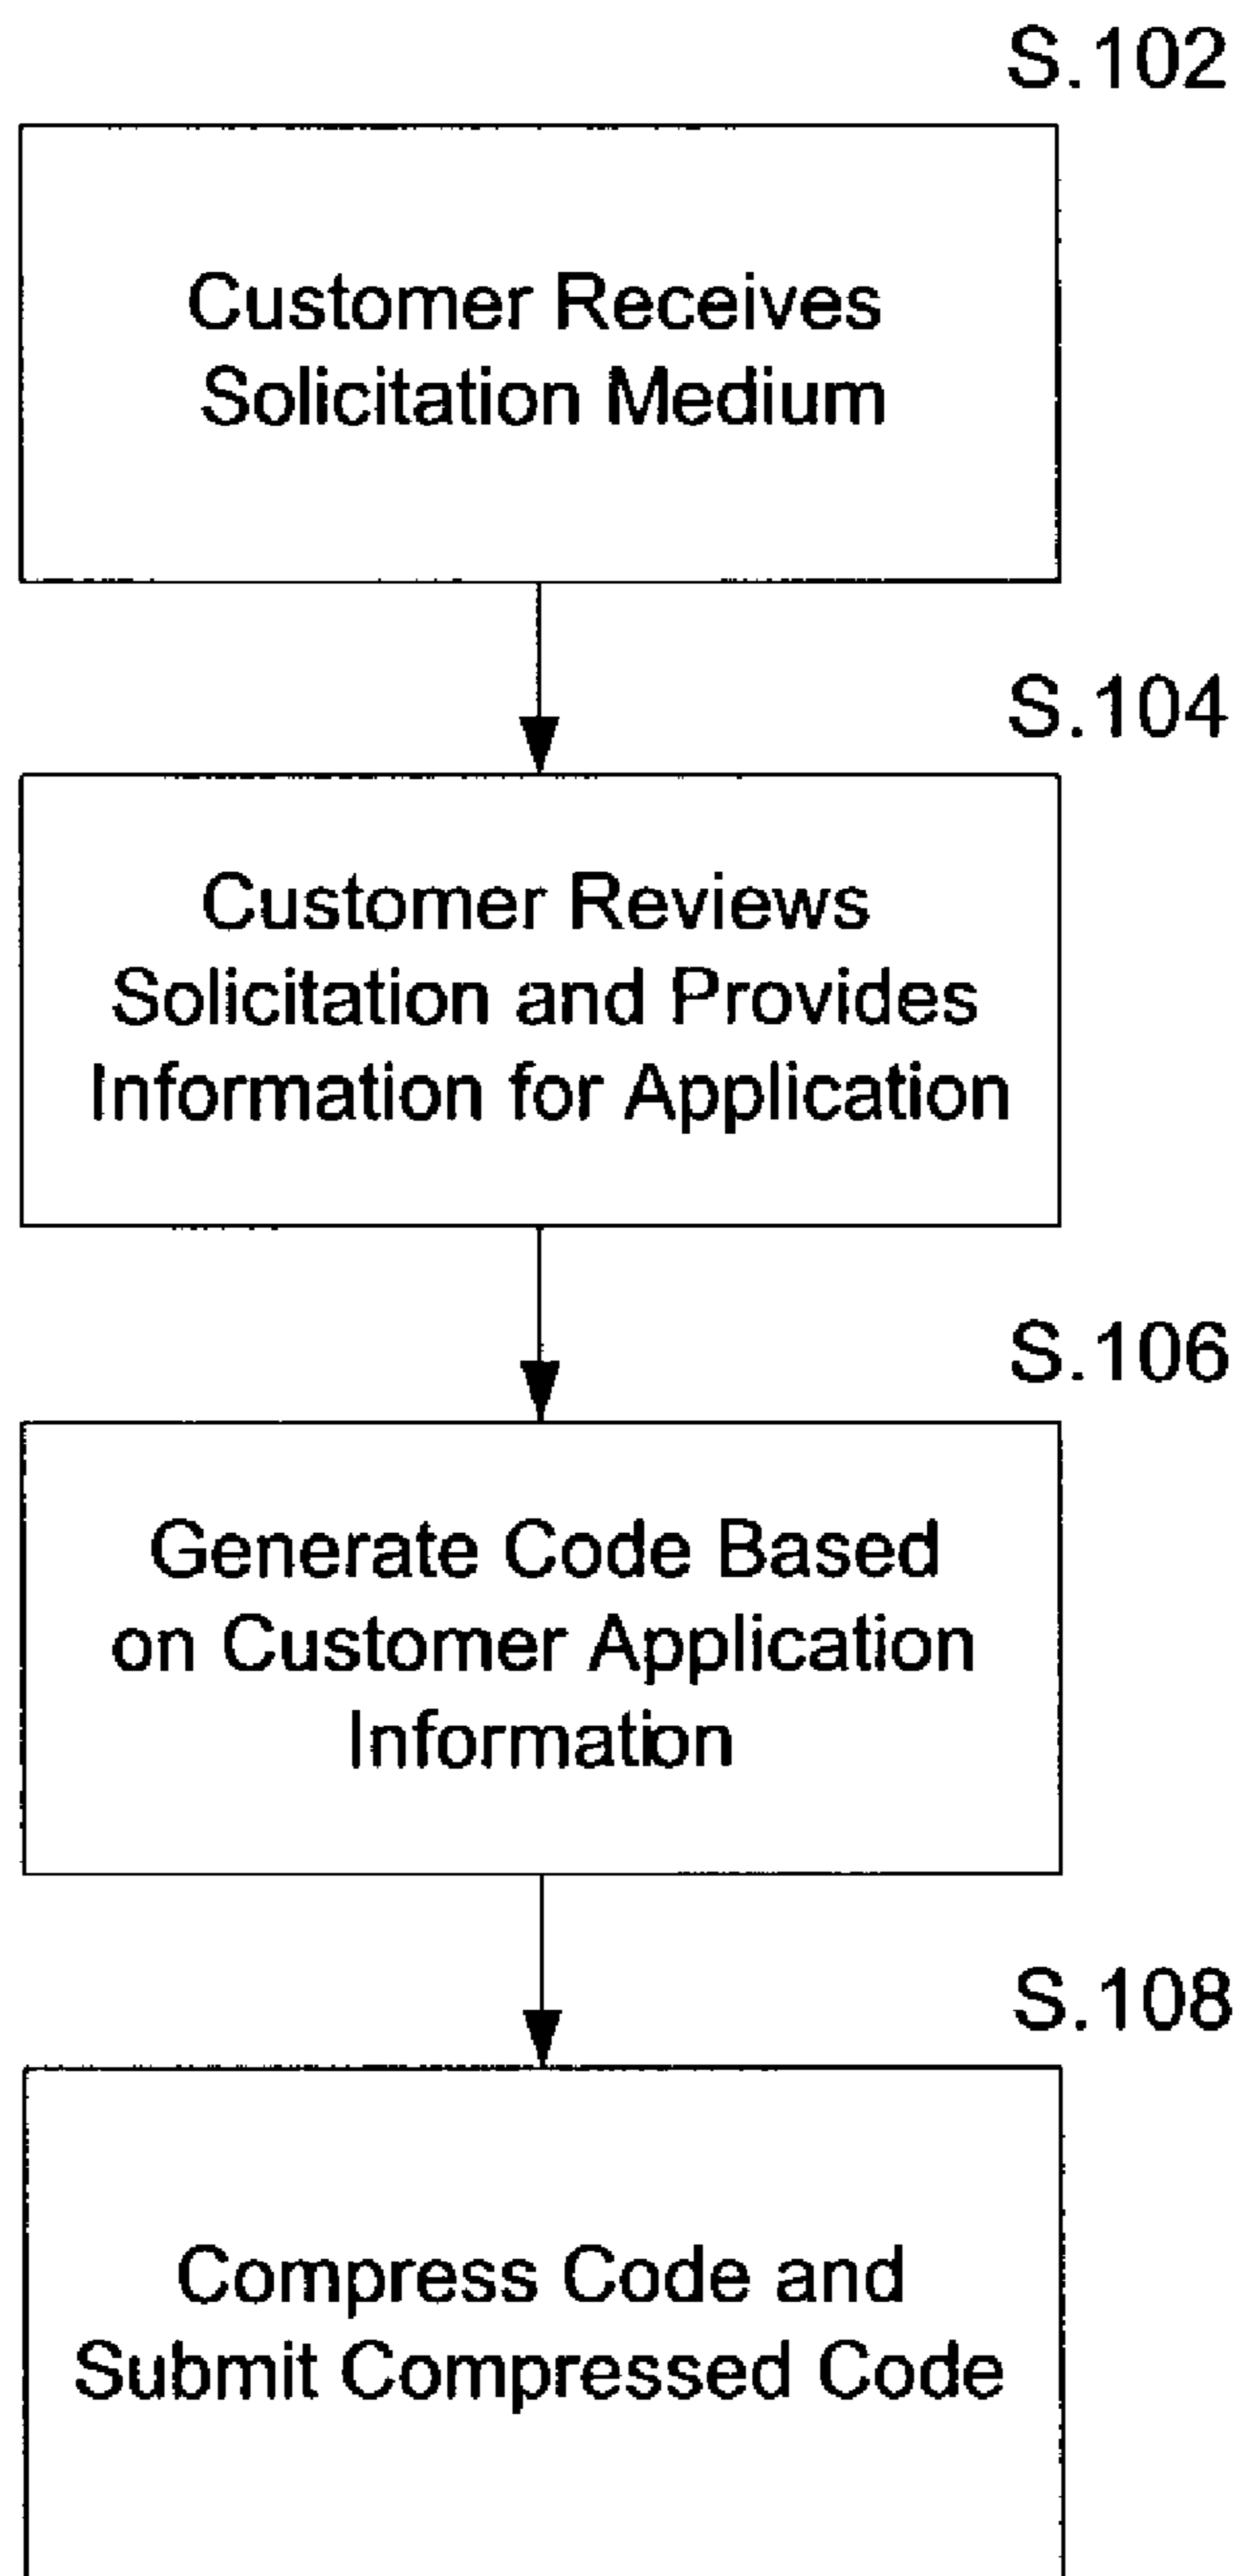 S.102
Customer Receives
Solicitation Medium
S.104
Customer Reviews
Solicitation and Provides
Information for Application
S.106
Generate Code Based
on Customer Application
Information
S.108
Compress Code and
Submit Compressed Code